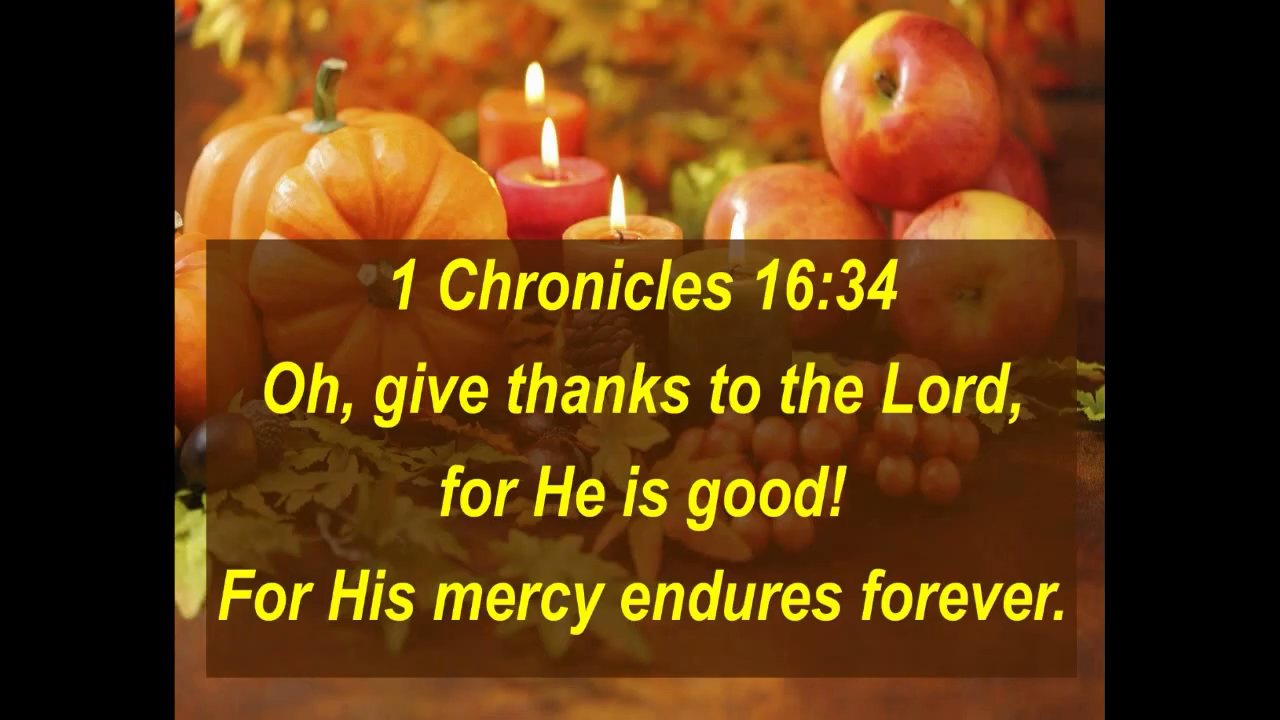 1 Chronicles 16:34
Oh, give thanks to the Lord,
for He is good!
For His mercy endures forever.